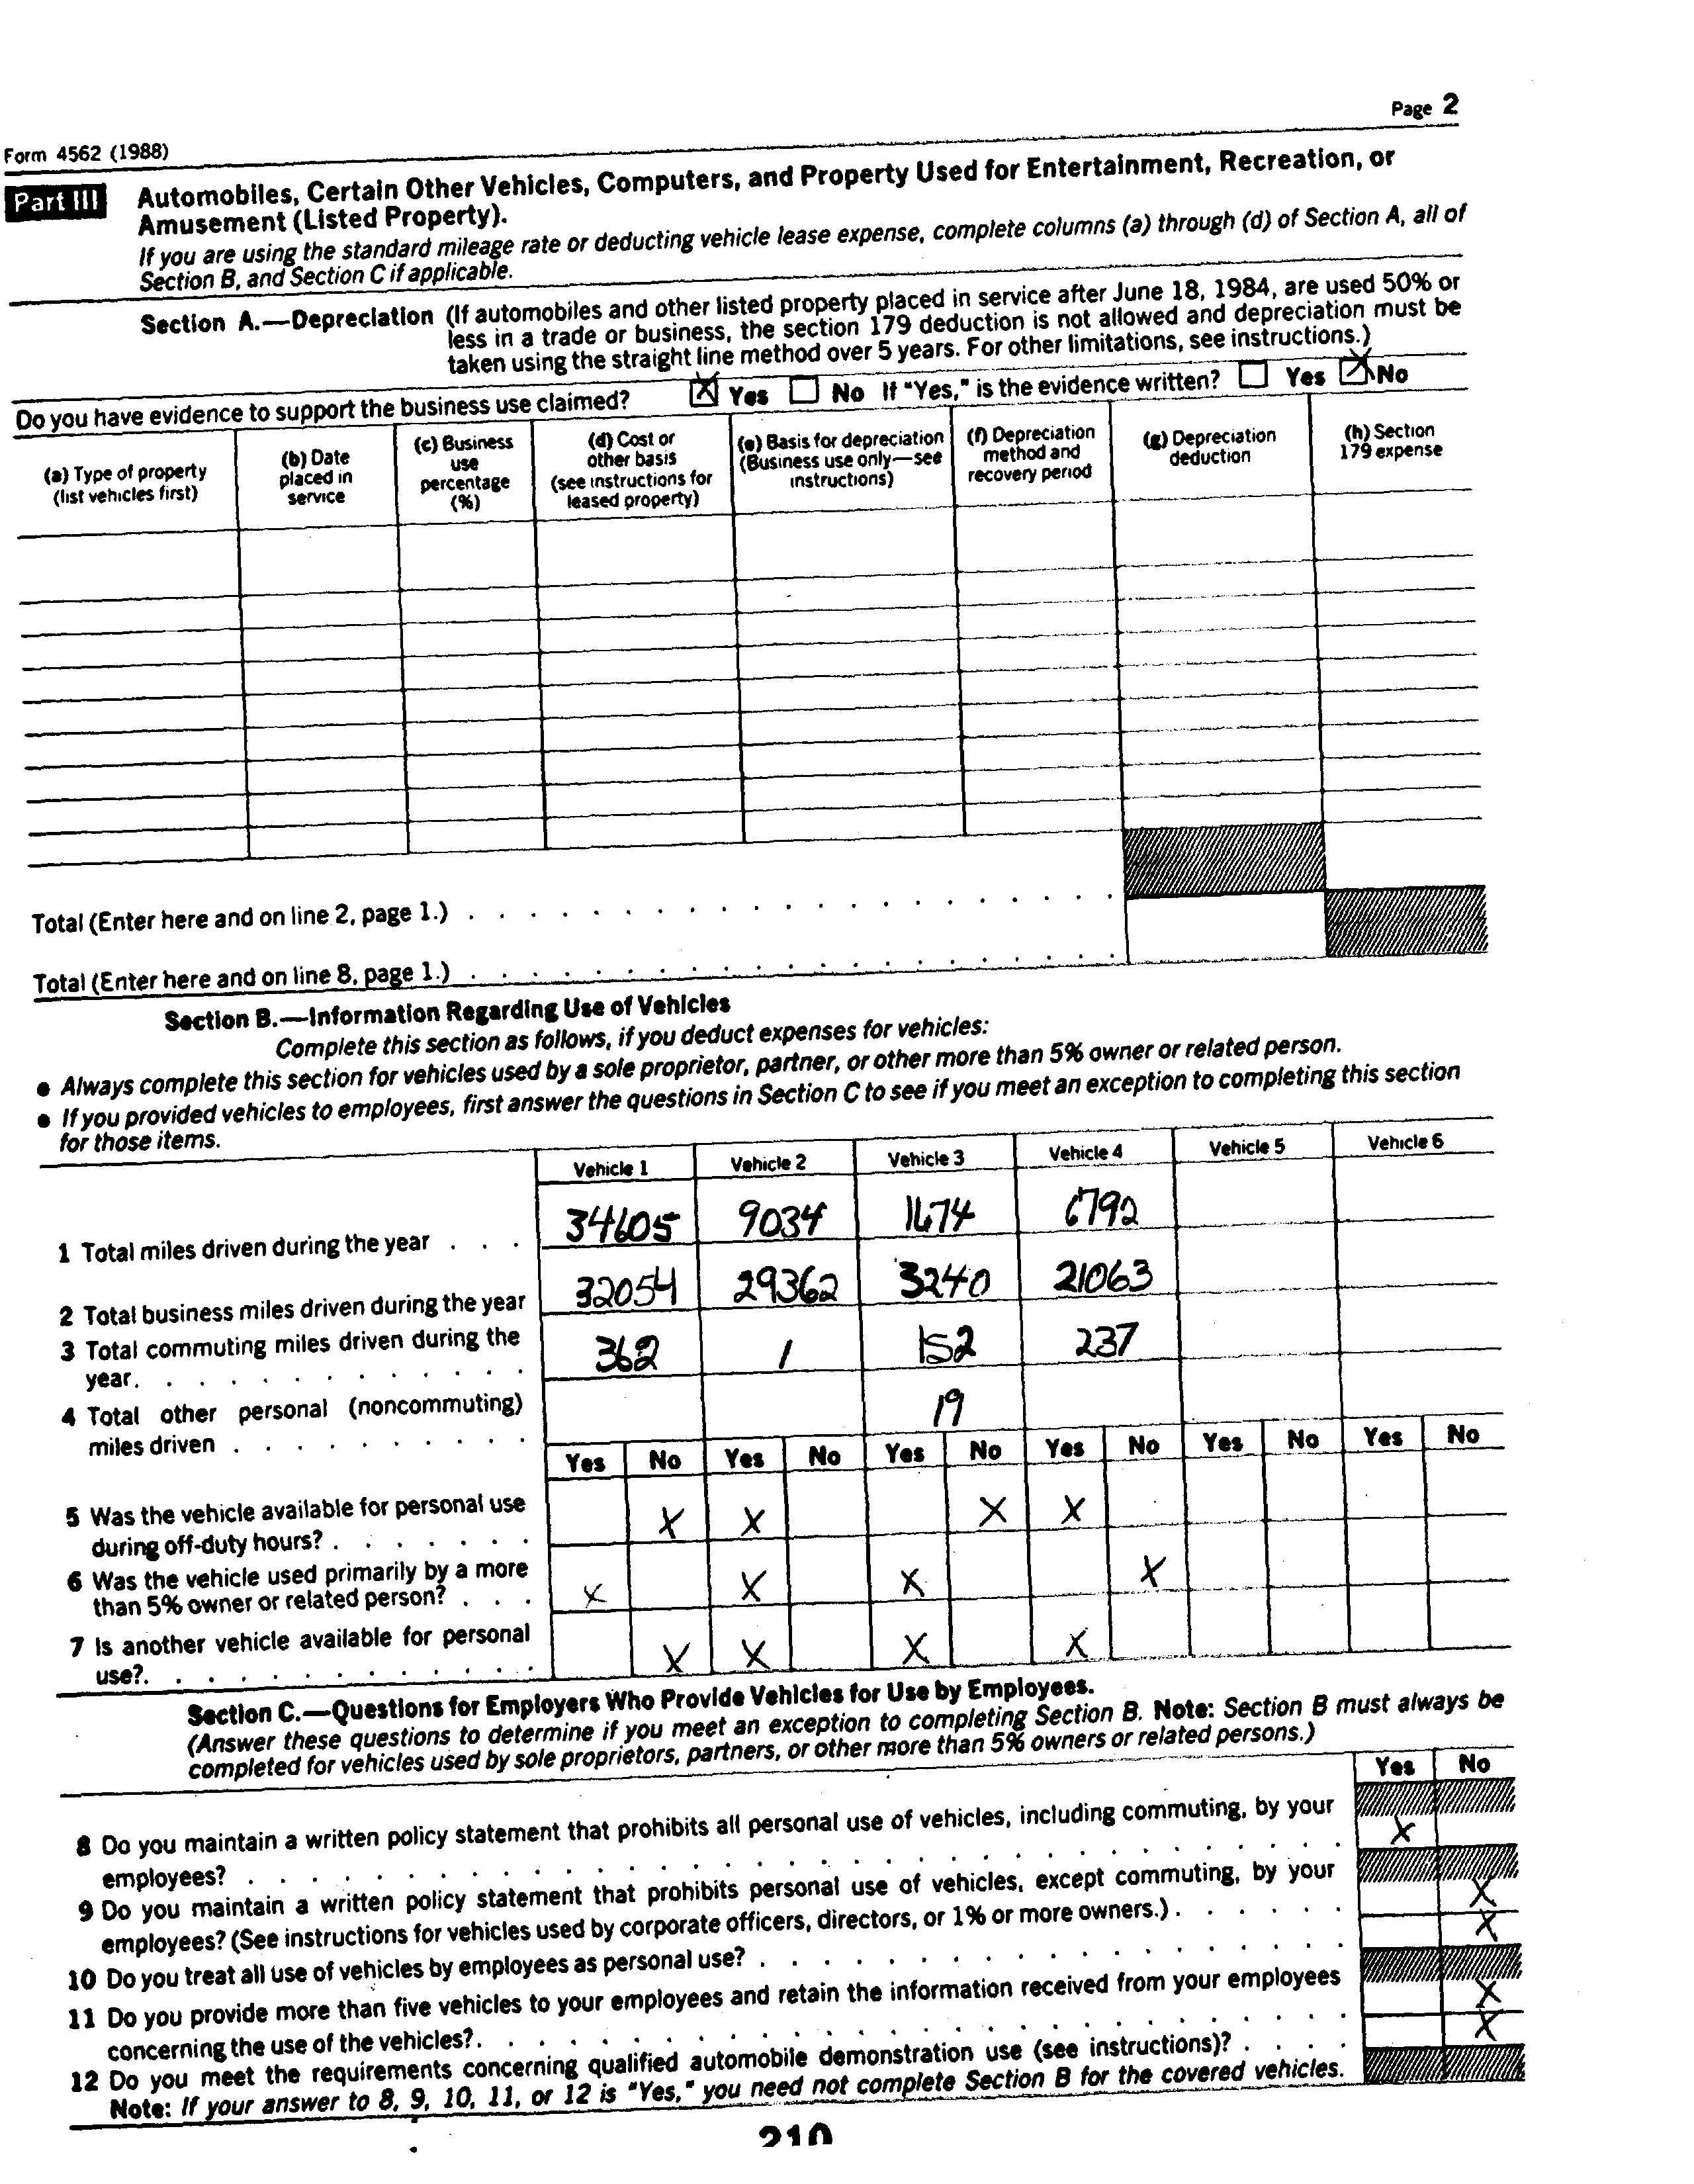 Page 2
Form 4562 (1988)
Part III Automobiles, Certain Other Vehicles, Computers, and Property Used for Entertainment, Recreation, or
Amusement (Listed Property).
If you are using the standard mileage rate or deducting vehicle lease expense, complete columns (a) through (d) of Section A, all of
Section B, and Section C if applicable.
Section A.—Depreciation (If automobiles and other listed property placed in service after June 18, 1984, are used 50% or
less in a trade or business, the section 179 deduction is not allowed and depreciation must be
taken using the straight line method over 5 years. For other limitations, see instructions.)
Do you have evidence to support the business use claimed? X Yes No If "Yes," is the evidence written? Yes X No
(a) Type of property
(list vehicles first)
(b) Date
placed in
service
(c) Business
use
percentage
(%)
(d) Cost or
other basis
(see instructions for
leased property)
(e) Basis for depreciation
(Business use only—see
instructions)
(f) Depreciation
method and
recovery period
(g) Depreciation
deduction
(h) Section
179 expense
Total (Enter here and on line 2, page 1.)
Total (Enter here and on line 8, page 1.)
Section B.—Information Regarding Use of Vehicles
Complete this section as follows, if you deduct expenses for vehicles:
● Always complete this section for vehicles used by a sole proprietor, partner, or other more than 5% owner or related person.
● If you provided vehicles to employees, first answer the questions in Section C to see if you meet an exception to completing this section
for those items.
Vehicle 1 Vehicle 2 Vehicle 3 Vehicle 4 Vehicle 5 Vehicle 6
1 Total miles driven during the year . . . 34605 9034 1674 6792
2 Total business miles driven during the year 32054 29362 3240 21063
3 Total commuting miles driven during the
year. . . . . . . . . . . . . 362 1 152 237
4 Total other personal (noncommuting)
miles driven . . . . . . . . . . 19
Yes No Yes No Yes No Yes No Yes No Yes No
5 Was the vehicle available for personal use
during off-duty hours? . . . . . . . X X X X
6 Was the vehicle used primarily by a more
than 5% owner or related person? . . . X X X X
7 Is another vehicle available for personal
use?. . . . . . . . . . . . . X X X X
Section C.—Questions for Employers Who Provide Vehicles for Use by Employees.
(Answer these questions to determine if you meet an exception to completing Section B. Note: Section B must always be
completed for vehicles used by sole proprietors, partners, or other more than 5% owners or related persons.)
Yes No
8 Do you maintain a written policy statement that prohibits all personal use of vehicles, including commuting, by your
employees? X
9 Do you maintain a written policy statement that prohibits personal use of vehicles, except commuting, by your
employees? (See instructions for vehicles used by corporate officers, directors, or 1% or more owners.) . . . . . . X
10 Do you treat all use of vehicles by employees as personal use? X
11 Do you provide more than five vehicles to your employees and retain the information received from your employees
concerning the use of the vehicles?. X
12 Do you meet the requirements concerning qualified automobile demonstration use (see instructions)? . . . . X
Note: If your answer to 8, 9, 10, 11, or 12 is "Yes," you need not complete Section B for the covered vehicles.
210